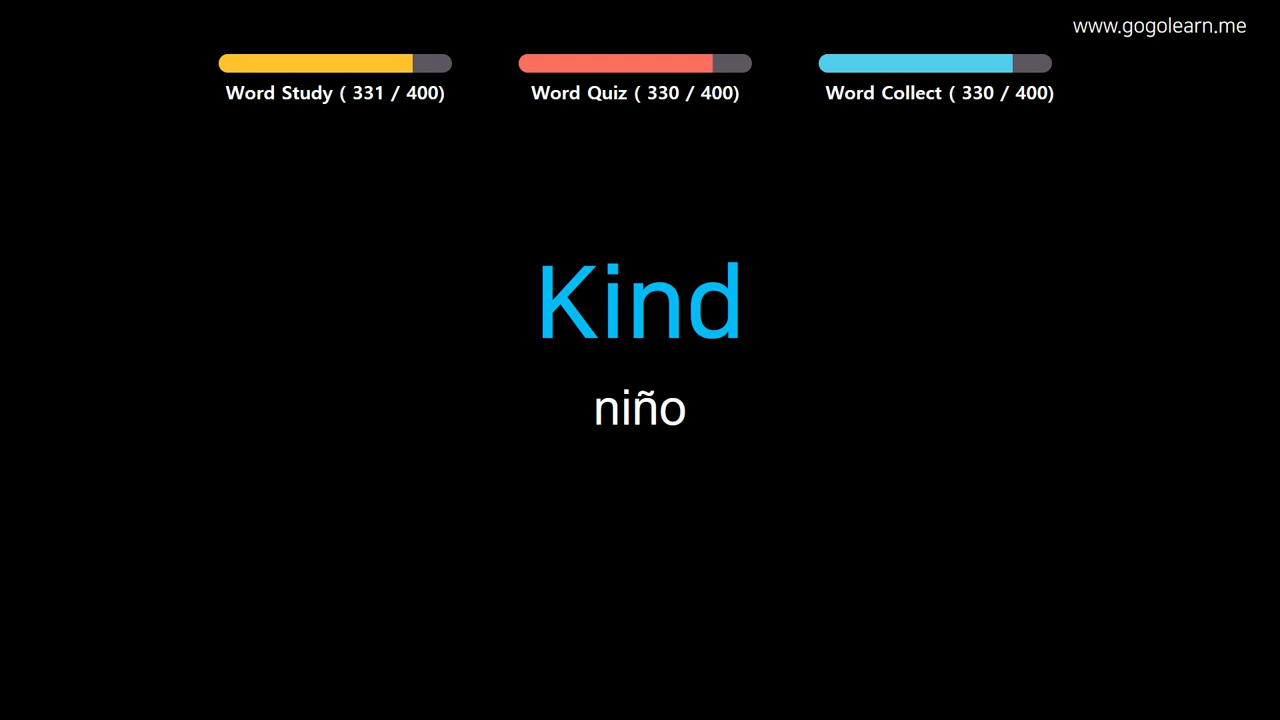 www.gogolearn.me
Word Study ( 331 / 400)
Word Quiz ( 330 / 400)
Word Collect ( 330 / 400)
Kind
niño